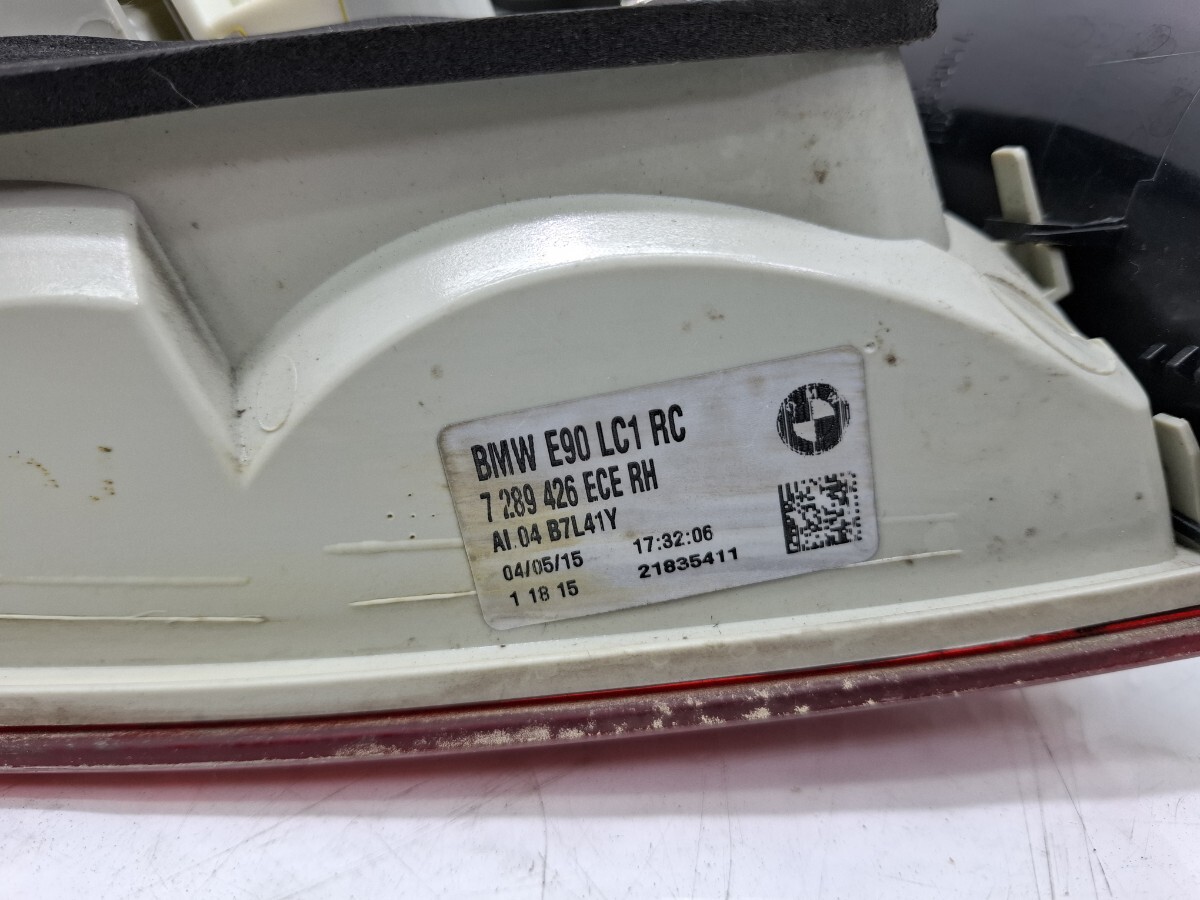 BMW E90 LC1 RC
7 289 426 ECE RH
AI.04 B7L41Y
04/05/15 17:32:06
1 18 15 21835411